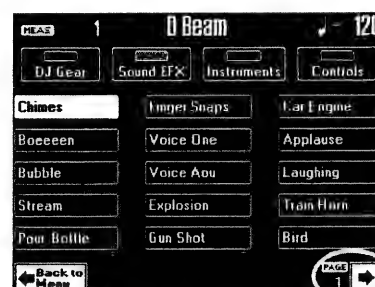 MEAS 1 D Beam ♩= 120
DJ Gear Sound EFX Instruments Controls
Chimes Finger Snaps Car Engine
Boeeeen Voice One Applause
Bubble Voice Aou Laughing
Stream Explosion Train Horn
Pour Bottle Gun Shot Bird
Back to PAGE
Menu 1